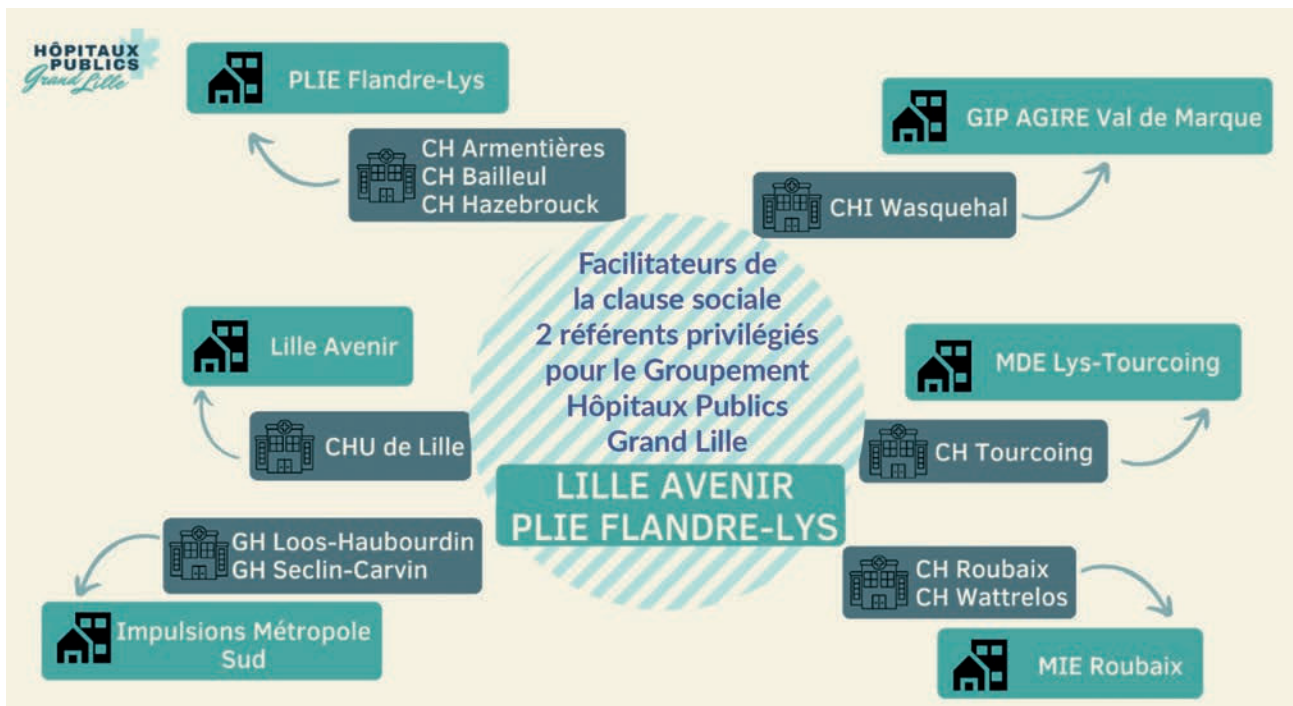 HÔPITAUX
PUBLICS
Grand Lille
PLIE Flandre-Lys
CH Armentières
CH Bailleul
CH Hazebrouck
GIP AGIRE Val de Marque
CHI Wasquehal
Facilitateurs de
la clause sociale
2 référents privilégiés
pour le Groupement
Hôpitaux Publics
Grand Lille
LILLE AVENIR
PLIE FLANDRE-LYS
Lille Avenir
CHU de Lille
MDE Lys-Tourcoing
CH Tourcoing
GH Loos-Haubourdin
GH Seclin-Carvin
Impulsions Métropole
Sud
CH Roubaix
CH Wattrelos
MIE Roubaix